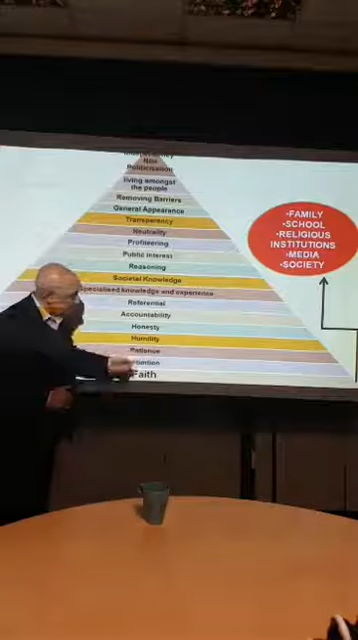 Non
Politicisation
living amongst
the people
Removing Barriers
General Appearance
Transparency
Neutrality
Profiteering
Public interest
Reasoning
Societal Knowledge
specialised knowledge and experience
Referential
Accountability
Honesty
Humility
Patience
Faith
-FAMILY
-SCHOOL
-RELIGIOUS
INSTITUTIONS
-MEDIA
-SOCIETY